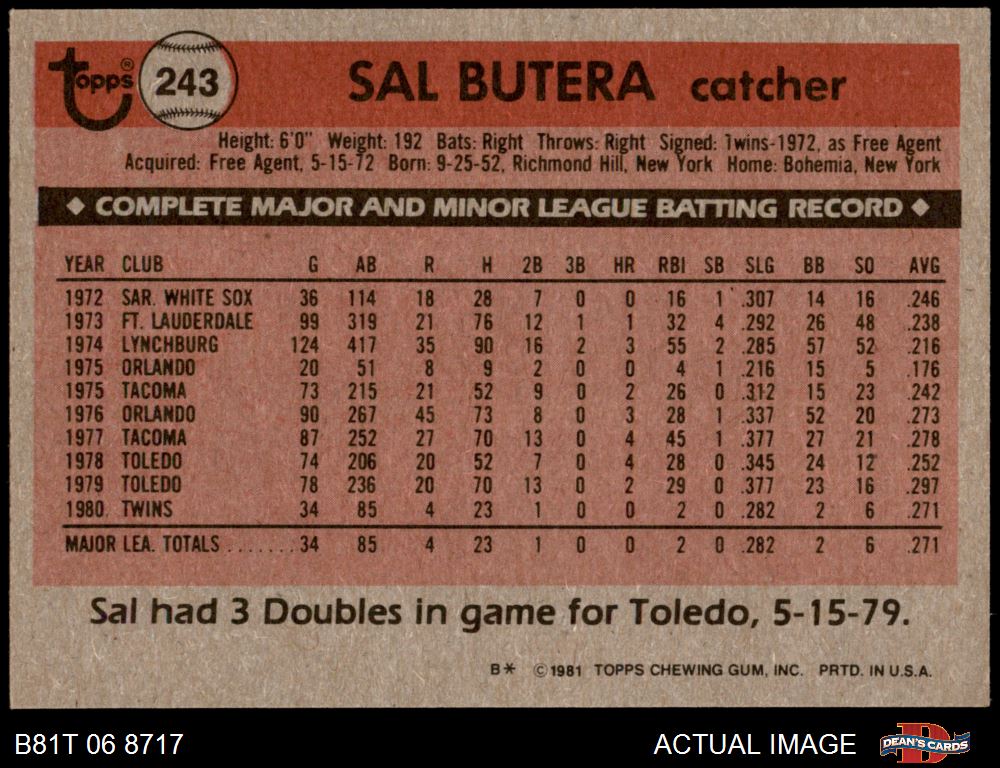 topps® 243 SAL BUTERA catcher
Height: 6'0" Weight: 192 Bats: Right Throws: Right Signed: Twins-1972, as Free Agent
Acquired: Free Agent, 5-15-72 Born: 9-25-52, Richmond Hill, New York Home: Bohemia, New York
◆ COMPLETE MAJOR AND MINOR LEAGUE BATTING RECORD ◆
YEAR CLUB G AB R H 2B 3B HR RBI SB SLG BB SO AVG
1972 SAR. WHITE SOX 36 114 18 28 7 0 0 16 1 .307 14 16 .246
1973 FT. LAUDERDALE 99 319 21 76 12 1 1 32 4 .292 26 48 .238
1974 LYNCHBURG 124 417 35 90 16 2 3 55 2 .285 57 52 .216
1975 ORLANDO 20 51 8 9 2 0 0 4 1 .216 15 5 .176
1975 TACOMA 73 215 21 52 9 0 2 26 0 .312 15 23 .242
1976 ORLANDO 90 267 45 73 8 0 3 28 1 .337 52 20 .273
1977 TACOMA 87 252 27 70 13 0 4 45 1 .377 27 21 .278
1978 TOLEDO 74 206 20 52 7 0 4 28 0 .345 24 12 .252
1979 TOLEDO 78 236 20 70 13 0 2 29 0 .377 23 16 .297
1980 TWINS 34 85 4 23 1 0 0 2 0 .282 2 6 .271
MAJOR LEA. TOTALS ....... 34 85 4 23 1 0 0 2 0 .282 2 6 .271
Sal had 3 Doubles in game for Toledo, 5-15-79.
B* ©1981 TOPPS CHEWING GUM, INC. PRTD. IN U.S.A.
B81T 06 8717 ACTUAL IMAGE DEAN'S CARDS